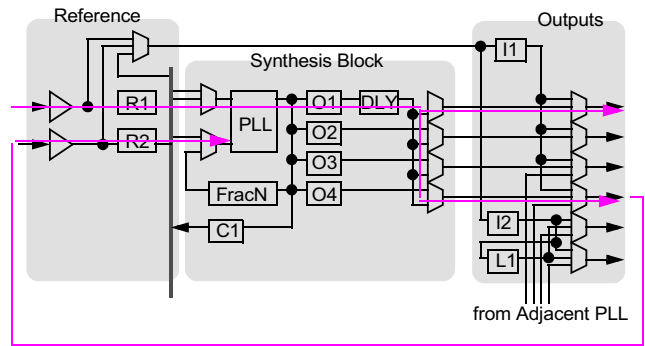 Reference
Outputs
Synthesis Block
I1
R1
O1
DLY
PLL
R2
O2
O3
FracN
O4
C1
I2
L1
from Adjacent PLL